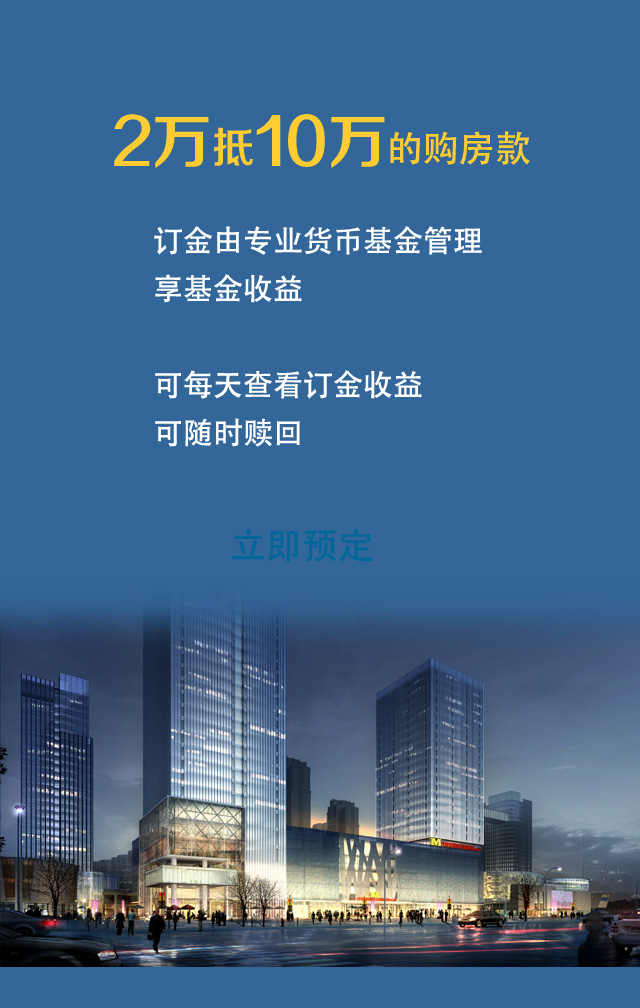 2万抵10万的购房款
订金由专业货币基金管理
享基金收益
可每天查看订金收益
可随时赎回
立即预定